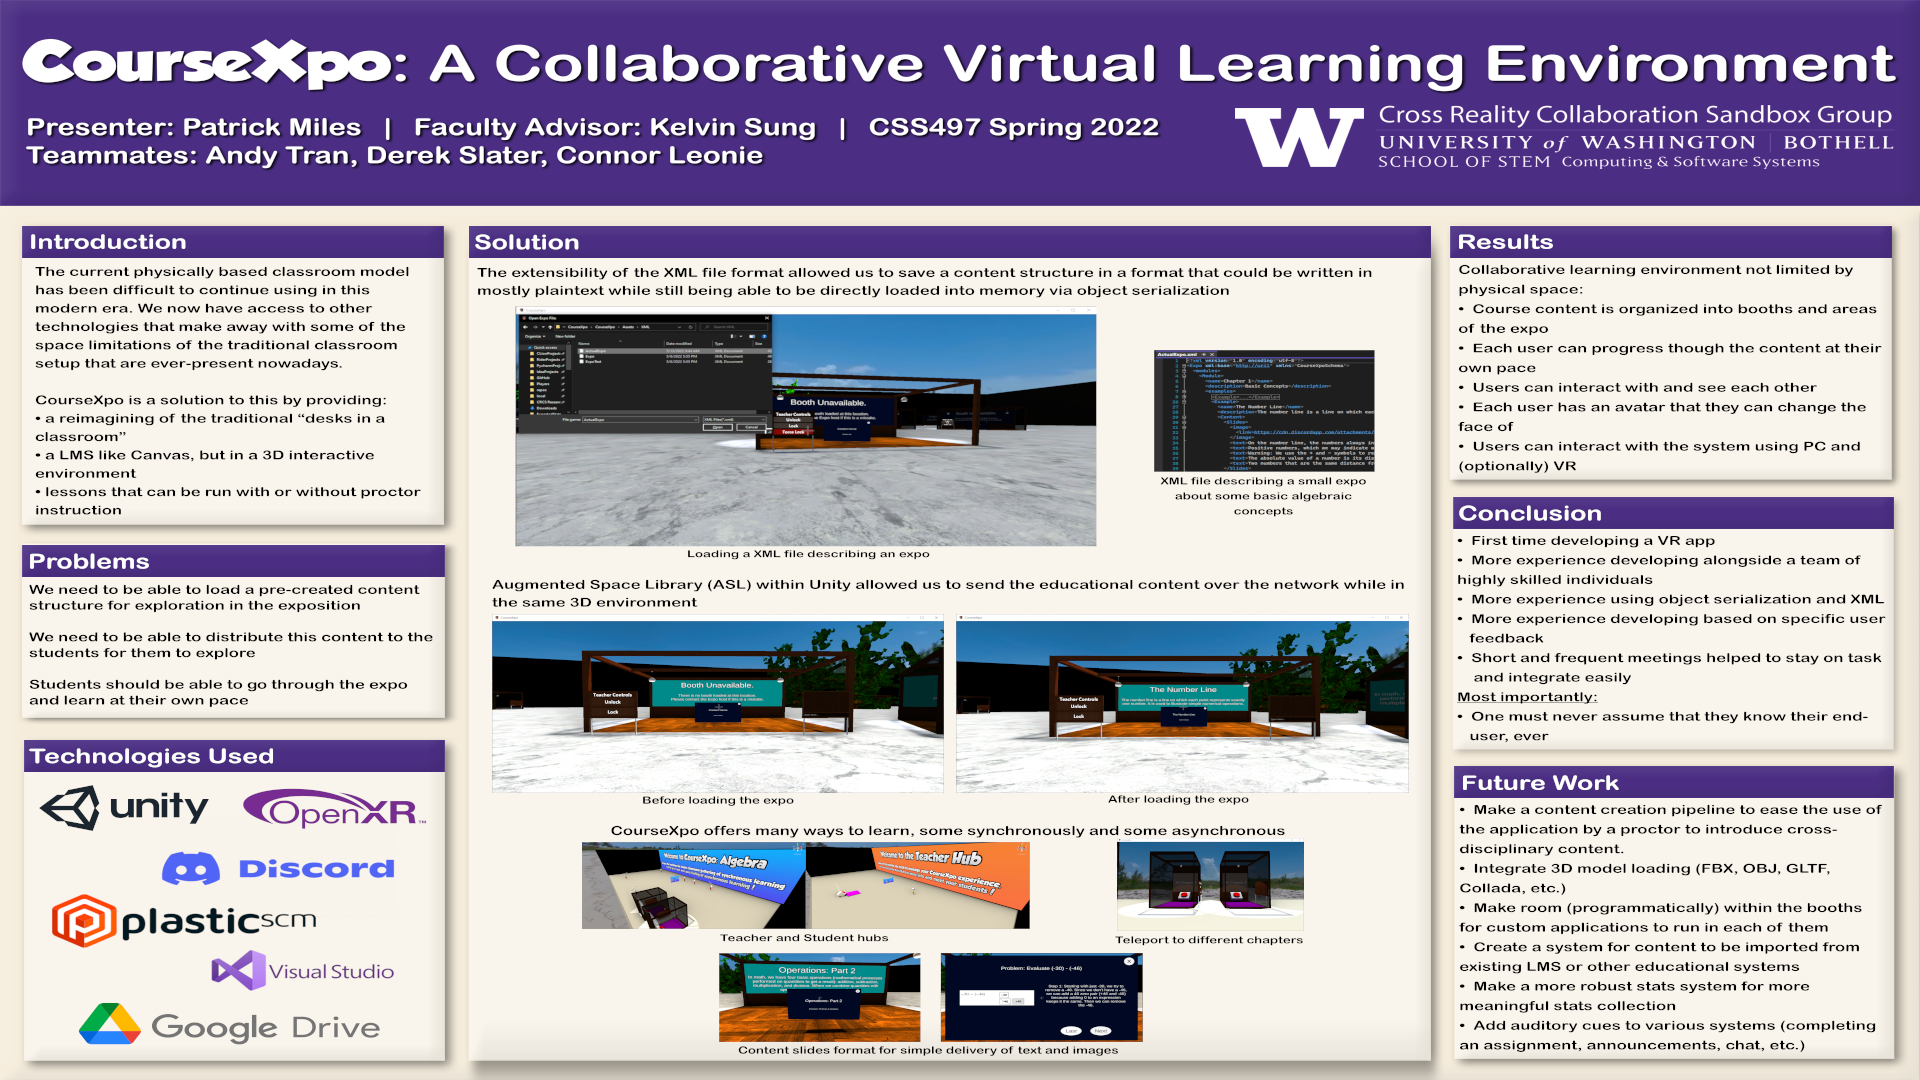 CourseXpo: A Collaborative Virtual Learning Environment
Presenter: Patrick Miles | Faculty Advisor: Kelvin Sung | CSS497 Spring 2022
Teammates: Andy Tran, Derek Slater, Connor Leonie
W
Cross Reality Collaboration Sandbox Group
UNIVERSITY of WASHINGTON | BOTHELL
SCHOOL OF STEM Computing & Software Systems
Introduction
The current physically based classroom model
has been difficult to continue using in this
modern era. We now have access to other
technologies that make away with some of the
space limitations of the traditional classroom
setup that are ever-present nowadays.
CourseXpo is a solution to this by providing:
• a reimagining of the traditional “desks in a
classroom”
• a LMS like Canvas, but in a 3D interactive
environment
• lessons that can be run with or without proctor
instruction
Problems
We need to be able to load a pre-created content
structure for exploration in the exposition
We need to be able to distribute this content to the
students for them to explore
Students should be able to go through the expo
and learn at their own pace
Technologies Used
unity
OpenXR™
Discord
plasticscm
Visual Studio
Google Drive
Solution
The extensibility of the XML file format allowed us to save a content structure in a format that could be written in
mostly plaintext while still being able to be directly loaded into memory via object serialization
Booth Unavailable.
Teacher Controls
Unlock
Lock
Force Lock
Loading a XML file describing an expo
ActualExpo.xml
XML file describing a small expo
about some basic algebraic
concepts
Augmented Space Library (ASL) within Unity allowed us to send the educational content over the network while in
the same 3D environment
Booth Unavailable.
Teacher Controls
Unlock
Lock
Before loading the expo
The Number Line
Teacher Controls
Unlock
Lock
After loading the expo
CourseXpo offers many ways to learn, some synchronously and some asynchronous
Welcome to CourseXpo: Algebra
Welcome to the Teacher Hub
Teacher and Student hubs
Teleport to different chapters
Operations: Part 2
Operations: Part 2
Problem: Evaluate (-30) - (-46)
Last
Next
Content slides format for simple delivery of text and images
Results
Collaborative learning environment not limited by
physical space:
• Course content is organized into booths and areas
of the expo
• Each user can progress though the content at their
own pace
• Users can interact with and see each other
• Each user has an avatar that they can change the
face of
• Users can interact with the system using PC and
(optionally) VR
Conclusion
• First time developing a VR app
• More experience developing alongside a team of
highly skilled individuals
• More experience using object serialization and XML
• More experience developing based on specific user
feedback
• Short and frequent meetings helped to stay on task
and integrate easily
Most importantly:
• One must never assume that they know their end-
user, ever
Future Work
• Make a content creation pipeline to ease the use of
the application by a proctor to introduce cross-
disciplinary content.
• Integrate 3D model loading (FBX, OBJ, GLTF,
Collada, etc.)
• Make room (programmatically) within the booths
for custom applications to run in each of them
• Create a system for content to be imported from
existing LMS or other educational systems
• Make a more robust stats system for more
meaningful stats collection
• Add auditory cues to various systems (completing
an assignment, announcements, chat, etc.)